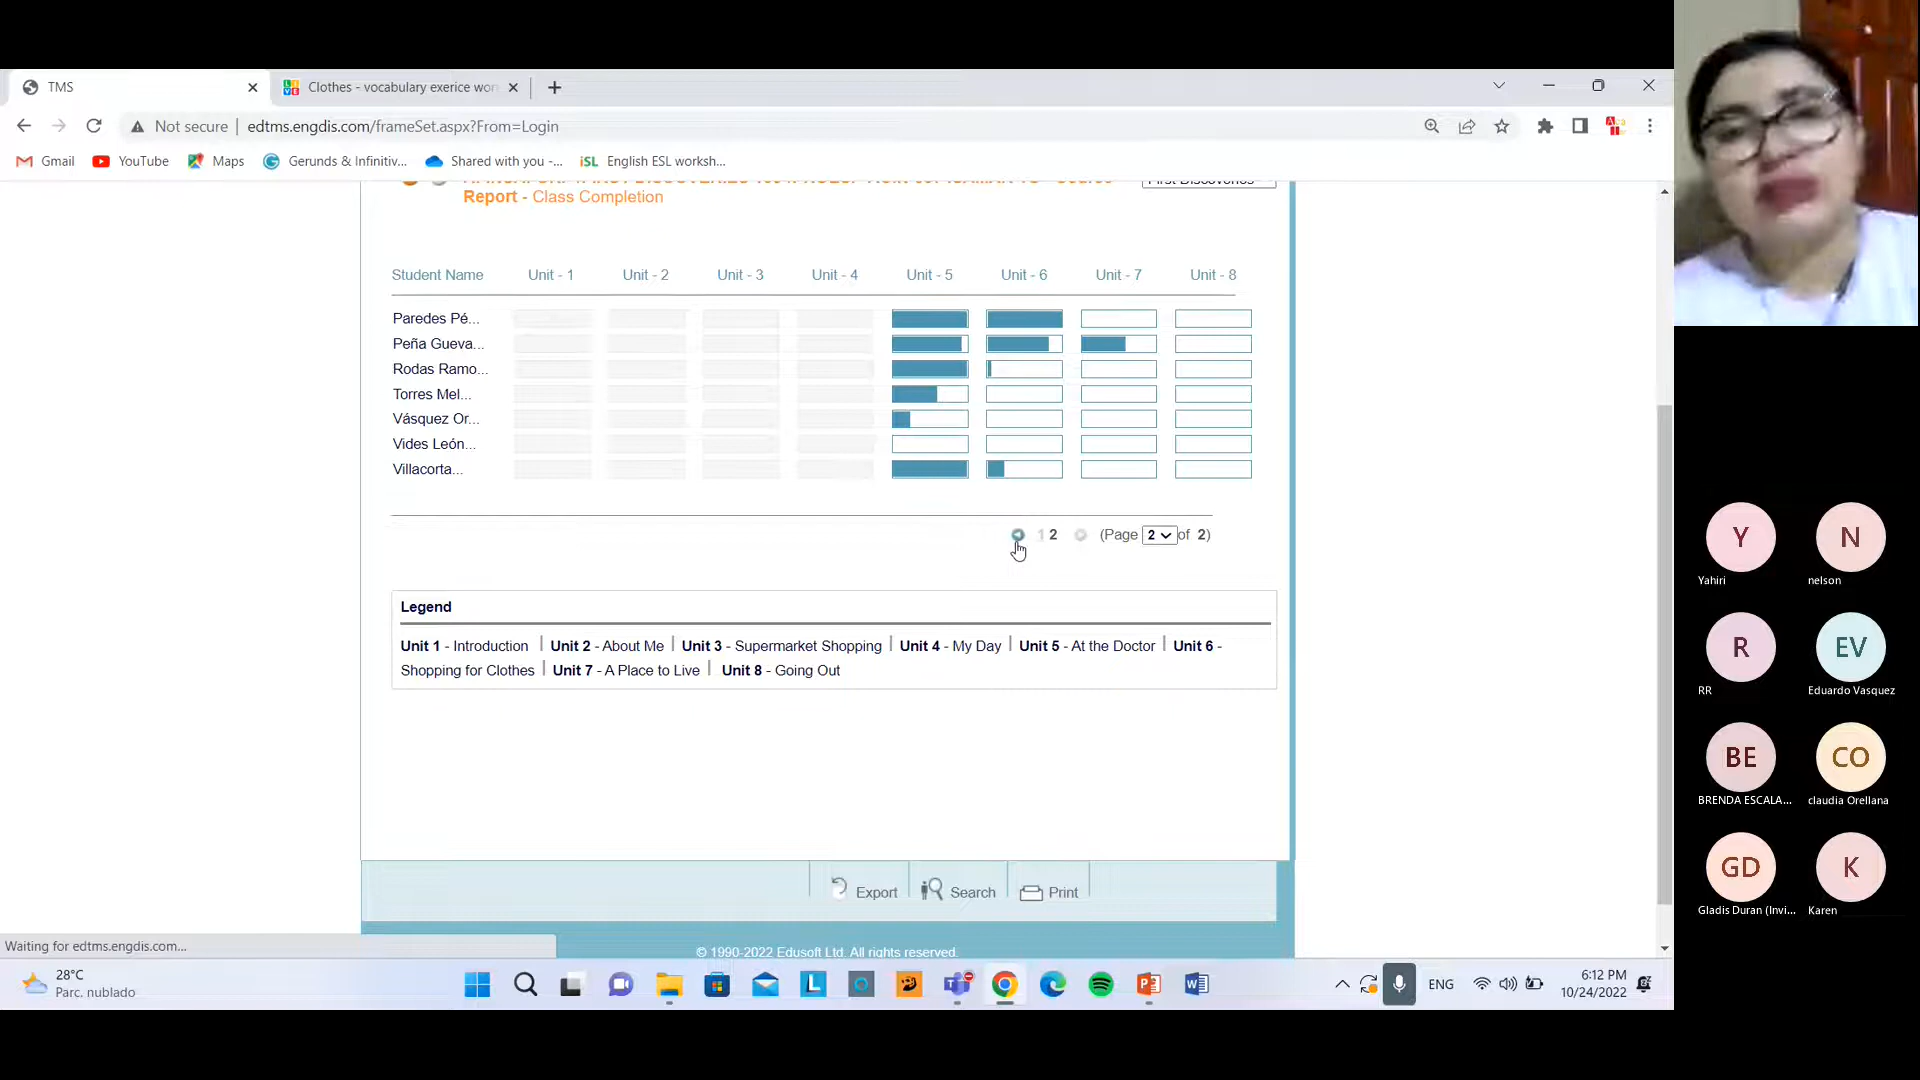 TMS
Clothes - vocabulary exerice wor
Not secure | edtms.engdis.com/frameSet.aspx?From=Login
Gmail YouTube Maps Gerunds & Infinitiv... Shared with you -... iSL English ESL worksh...
Report - Class Completion
Student Name Unit - 1 Unit - 2 Unit - 3 Unit - 4 Unit - 5 Unit - 6 Unit - 7 Unit - 8
Paredes Pé...
Peña Gueva...
Rodas Ramo...
Torres Mel...
Vásquez Or...
Vides León...
Villacorta...
1 2 (Page 2 of 2)
Legend
Unit 1 - Introduction | Unit 2 - About Me | Unit 3 - Supermarket Shopping | Unit 4 - My Day | Unit 5 - At the Doctor | Unit 6 -
Shopping for Clothes | Unit 7 - A Place to Live | Unit 8 - Going Out
Export Search Print
© 1990-2022 Edusoft Ltd. All rights reserved.
Waiting for edtms.engdis.com...
28°C
Parc. nublado
ENG
6:12 PM
10/24/2022
Y N
Yahiri nelson
R EV
RR Eduardo Vasquez
BE CO
BRENDA ESCALA... claudia Orellana
GD K
Gladis Duran (Invi... Karen